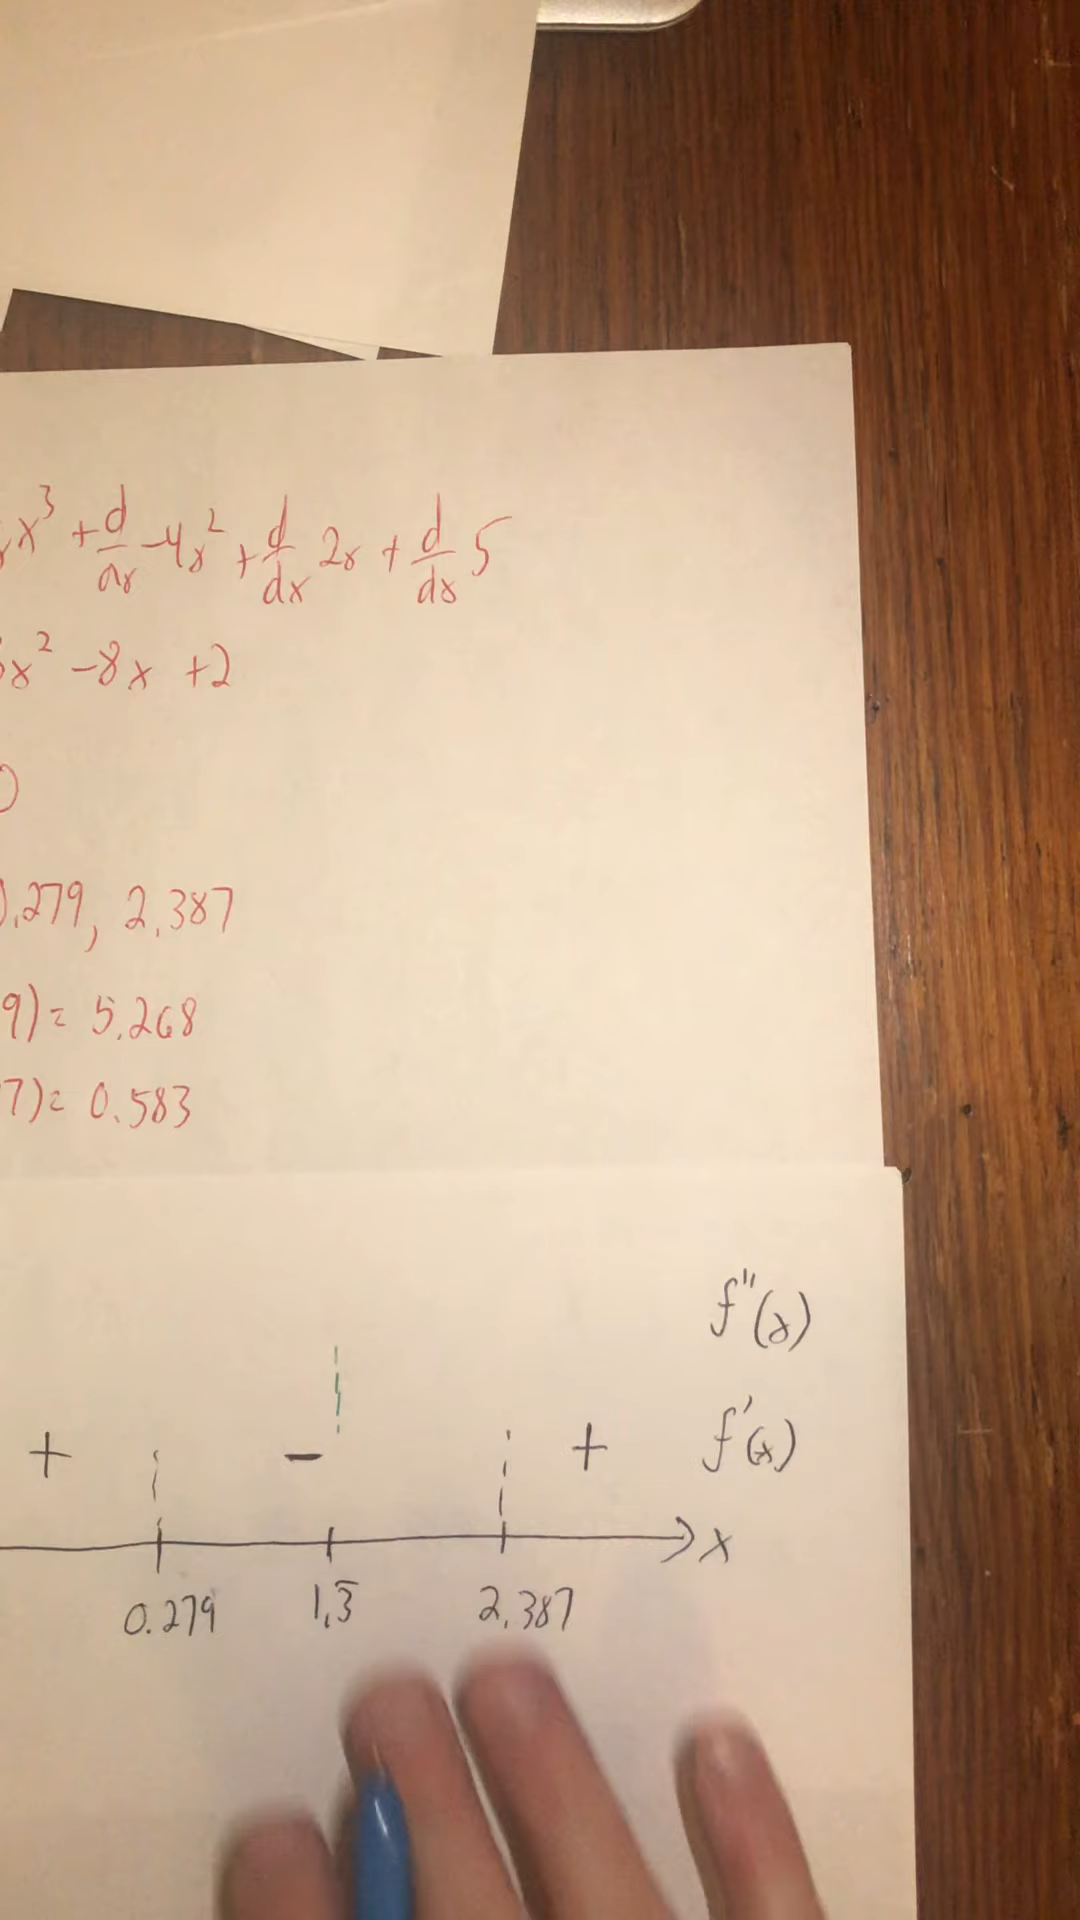 x³ + d/dx -4x² + d/dx 2x + d/dx 5
x² -8x +2
0.279, 2.387
9) = 5.268
7) = 0.583
f''(x)
+ - + f'(x)
x
0.279 1.3̅ 2.387